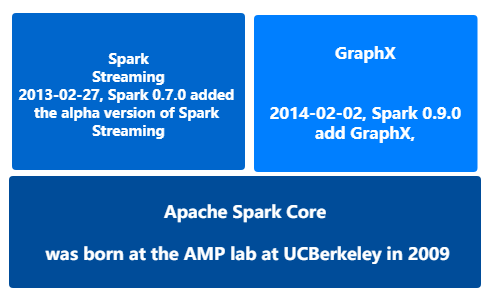 Spark
Streaming
2013-02-27, Spark 0.7.0 added
the alpha version of Spark
Streaming
GraphX
2014-02-02, Spark 0.9.0
add GraphX,
Apache Spark Core
was born at the AMP lab at UCBerkeley in 2009